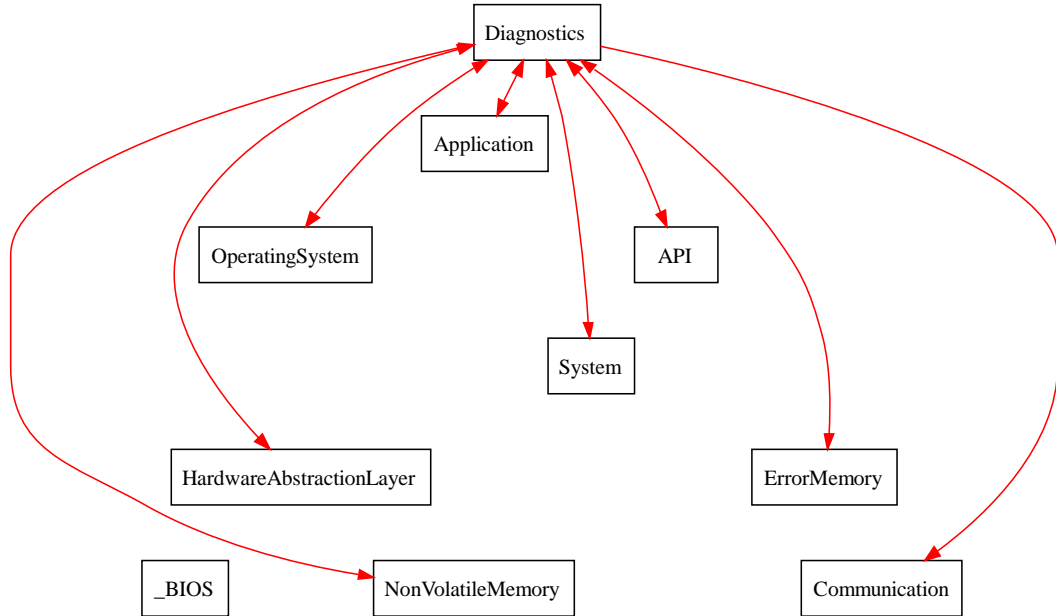 Diagnostics
Application
OperatingSystem
API
System
HardwareAbstractionLayer
ErrorMemory
_BIOS
NonVolatileMemory
Communication